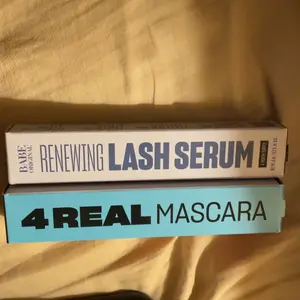 BABE
ORIGINAL
RENEWING LASH SERUM
4 REAL MASCARA